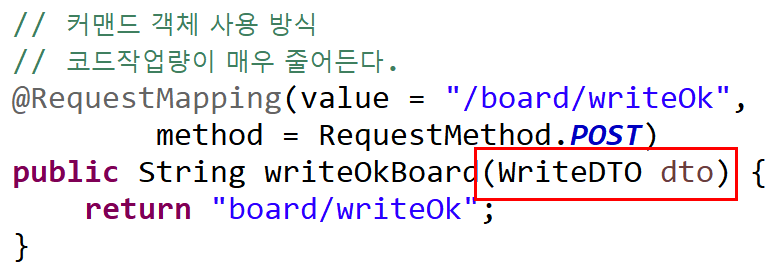 // 커맨드 객체 사용 방식
// 코드작업량이 매우 줄어든다.
@RequestMapping(value = "/board/writeOk",
        method = RequestMethod.POST)
public String writeOkBoard(WriteDTO dto) {
    return "board/writeOk";
}